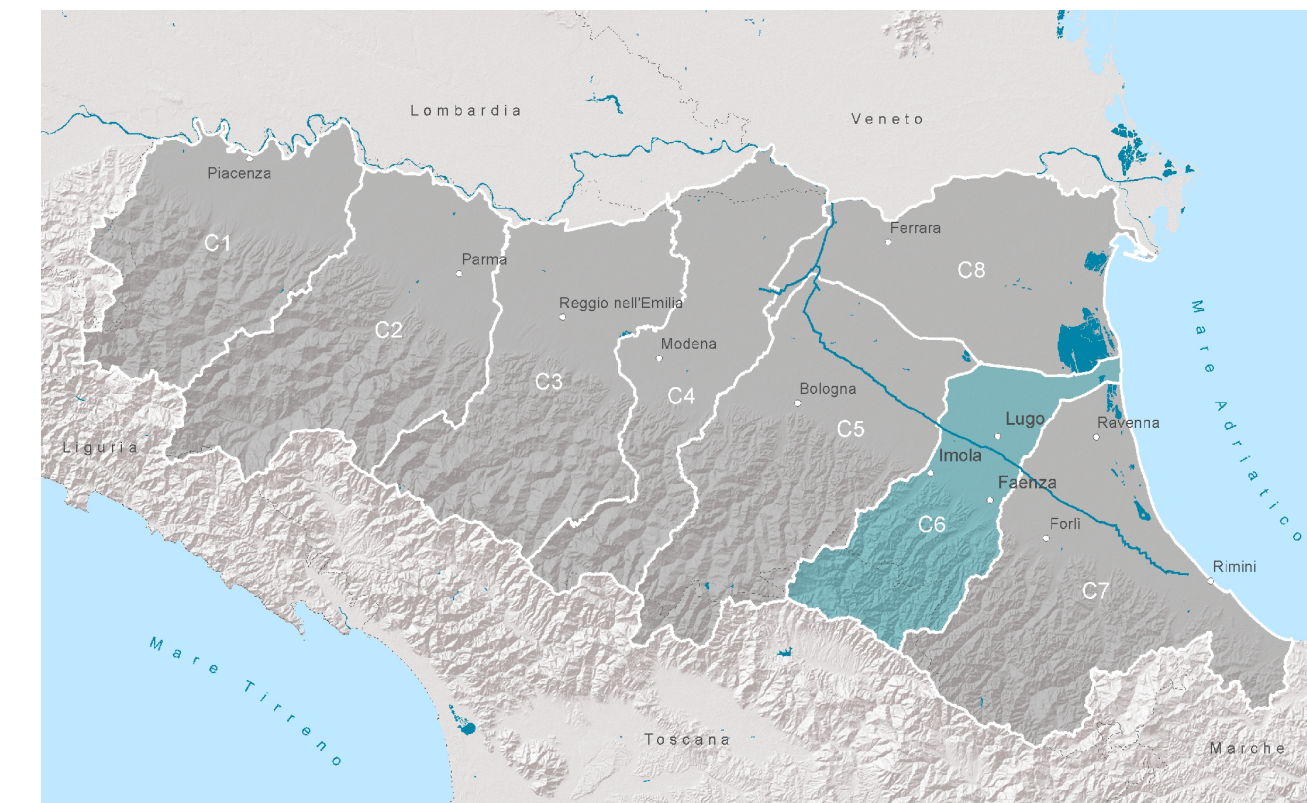 Lombardia
Veneto
Piacenza
C1
Ferrara
Parma
C8
Reggio nell'Emilia
C2
Modena
Mare Adriatico
C3
Bologna
C4
C5
Lugo
Ravenna
Liguria
Imola
Faenza
C6
Forlì
Rimini
C7
Mare Tirreno
Toscana
Marche